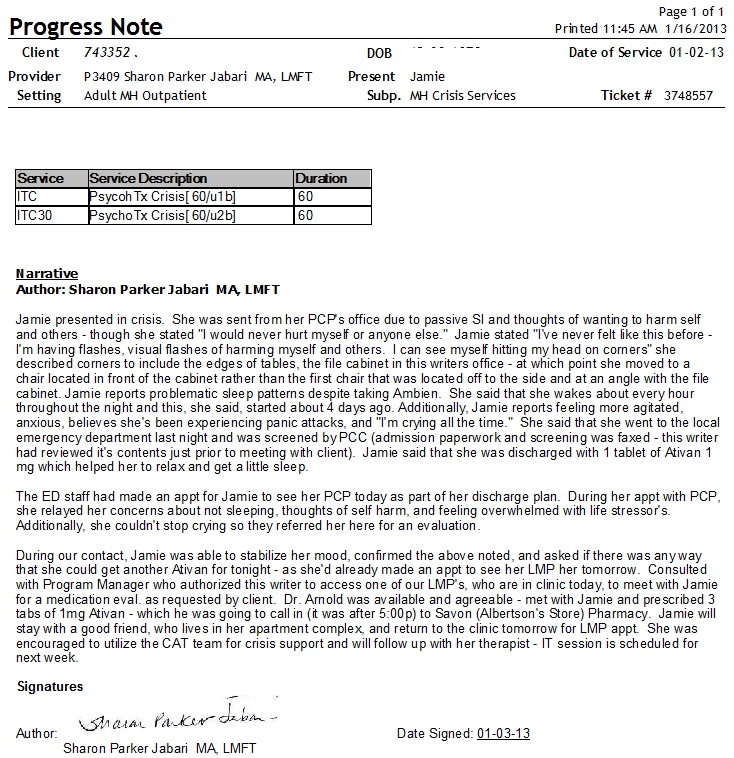 Page 1 of 1
Progress Note
Printed 11:45 AM 1/16/2013
Client 743352 . DOB Date of Service 01-02-13
Provider P3409 Sharon Parker Jabari MA, LMFT Present Jamie
Setting Adult MH Outpatient Subp. MH Crisis Services Ticket # 3748557
Service Service Description Duration
ITC PsycohTx Crisis[ 60/u1b] 60
ITC30 PsychoTx Crisis[ 60/u2b] 60
Narrative
Author: Sharon Parker Jabari MA, LMFT
Jamie presented in crisis. She was sent from her PCP's office due to passive SI and thoughts of wanting to harm self
and others - though she stated "I would never hurt myself or anyone else." Jamie stated "I've never felt like this before -
I'm having flashes, visual flashes of harming myself and others. I can see myself hitting my head on corners" she
described corners to include the edges of tables, the file cabinet in this writers office - at which point she moved to a
chair located in front of the cabinet rather than the first chair that was located off to the side and at an angle with the file
cabinet. Jamie reports problematic sleep patterns despite taking Ambien. She said that she wakes about every hour
throughout the night and this, she said, started about 4 days ago. Additionally, Jamie reports feeling more agitated,
anxious, believes she's been experiencing panic attacks, and "I'm crying all the time." She said that she went to the local
emergency department last night and was screened by PCC (admission paperwork and screening was faxed - this writer
had reviewed it's contents just prior to meeting with client). Jamie said that she was discharged with 1 tablet of Ativan 1
mg which helped her to relax and get a little sleep.
The ED staff had made an appt for Jamie to see her PCP today as part of her discharge plan. During her appt with PCP,
she relayed her concerns about not sleeping, thoughts of self harm, and feeling overwhelmed with life stressor's.
Additionally, she couldn't stop crying so they referred her here for an evaluation.
During our contact, Jamie was able to stabilize her mood, confirmed the above noted, and asked if there was any way
that she could get another Ativan for tonight - as she'd already made an appt to see her LMP her tomorrow. Consulted
with Program Manager who authorized this writer to access one of our LMP's, who are in clinic today, to meet with Jamie
for a medication eval. as requested by client. Dr. Arnold was available and agreeable - met with Jamie and prescribed 3
tabs of 1mg Ativan - which he was going to call in (it was after 5:00p) to Savon (Albertson's Store) Pharmacy. Jamie will
stay with a good friend, who lives in her apartment complex, and return to the clinic tomorrow for LMP appt. She was
encouraged to utilize the CAT team for crisis support and will follow up with her therapist - IT session is scheduled for
next week.
Signatures
Sharon Parker Jabari
Author: Date Signed: 01-03-13
Sharon Parker Jabari MA, LMFT